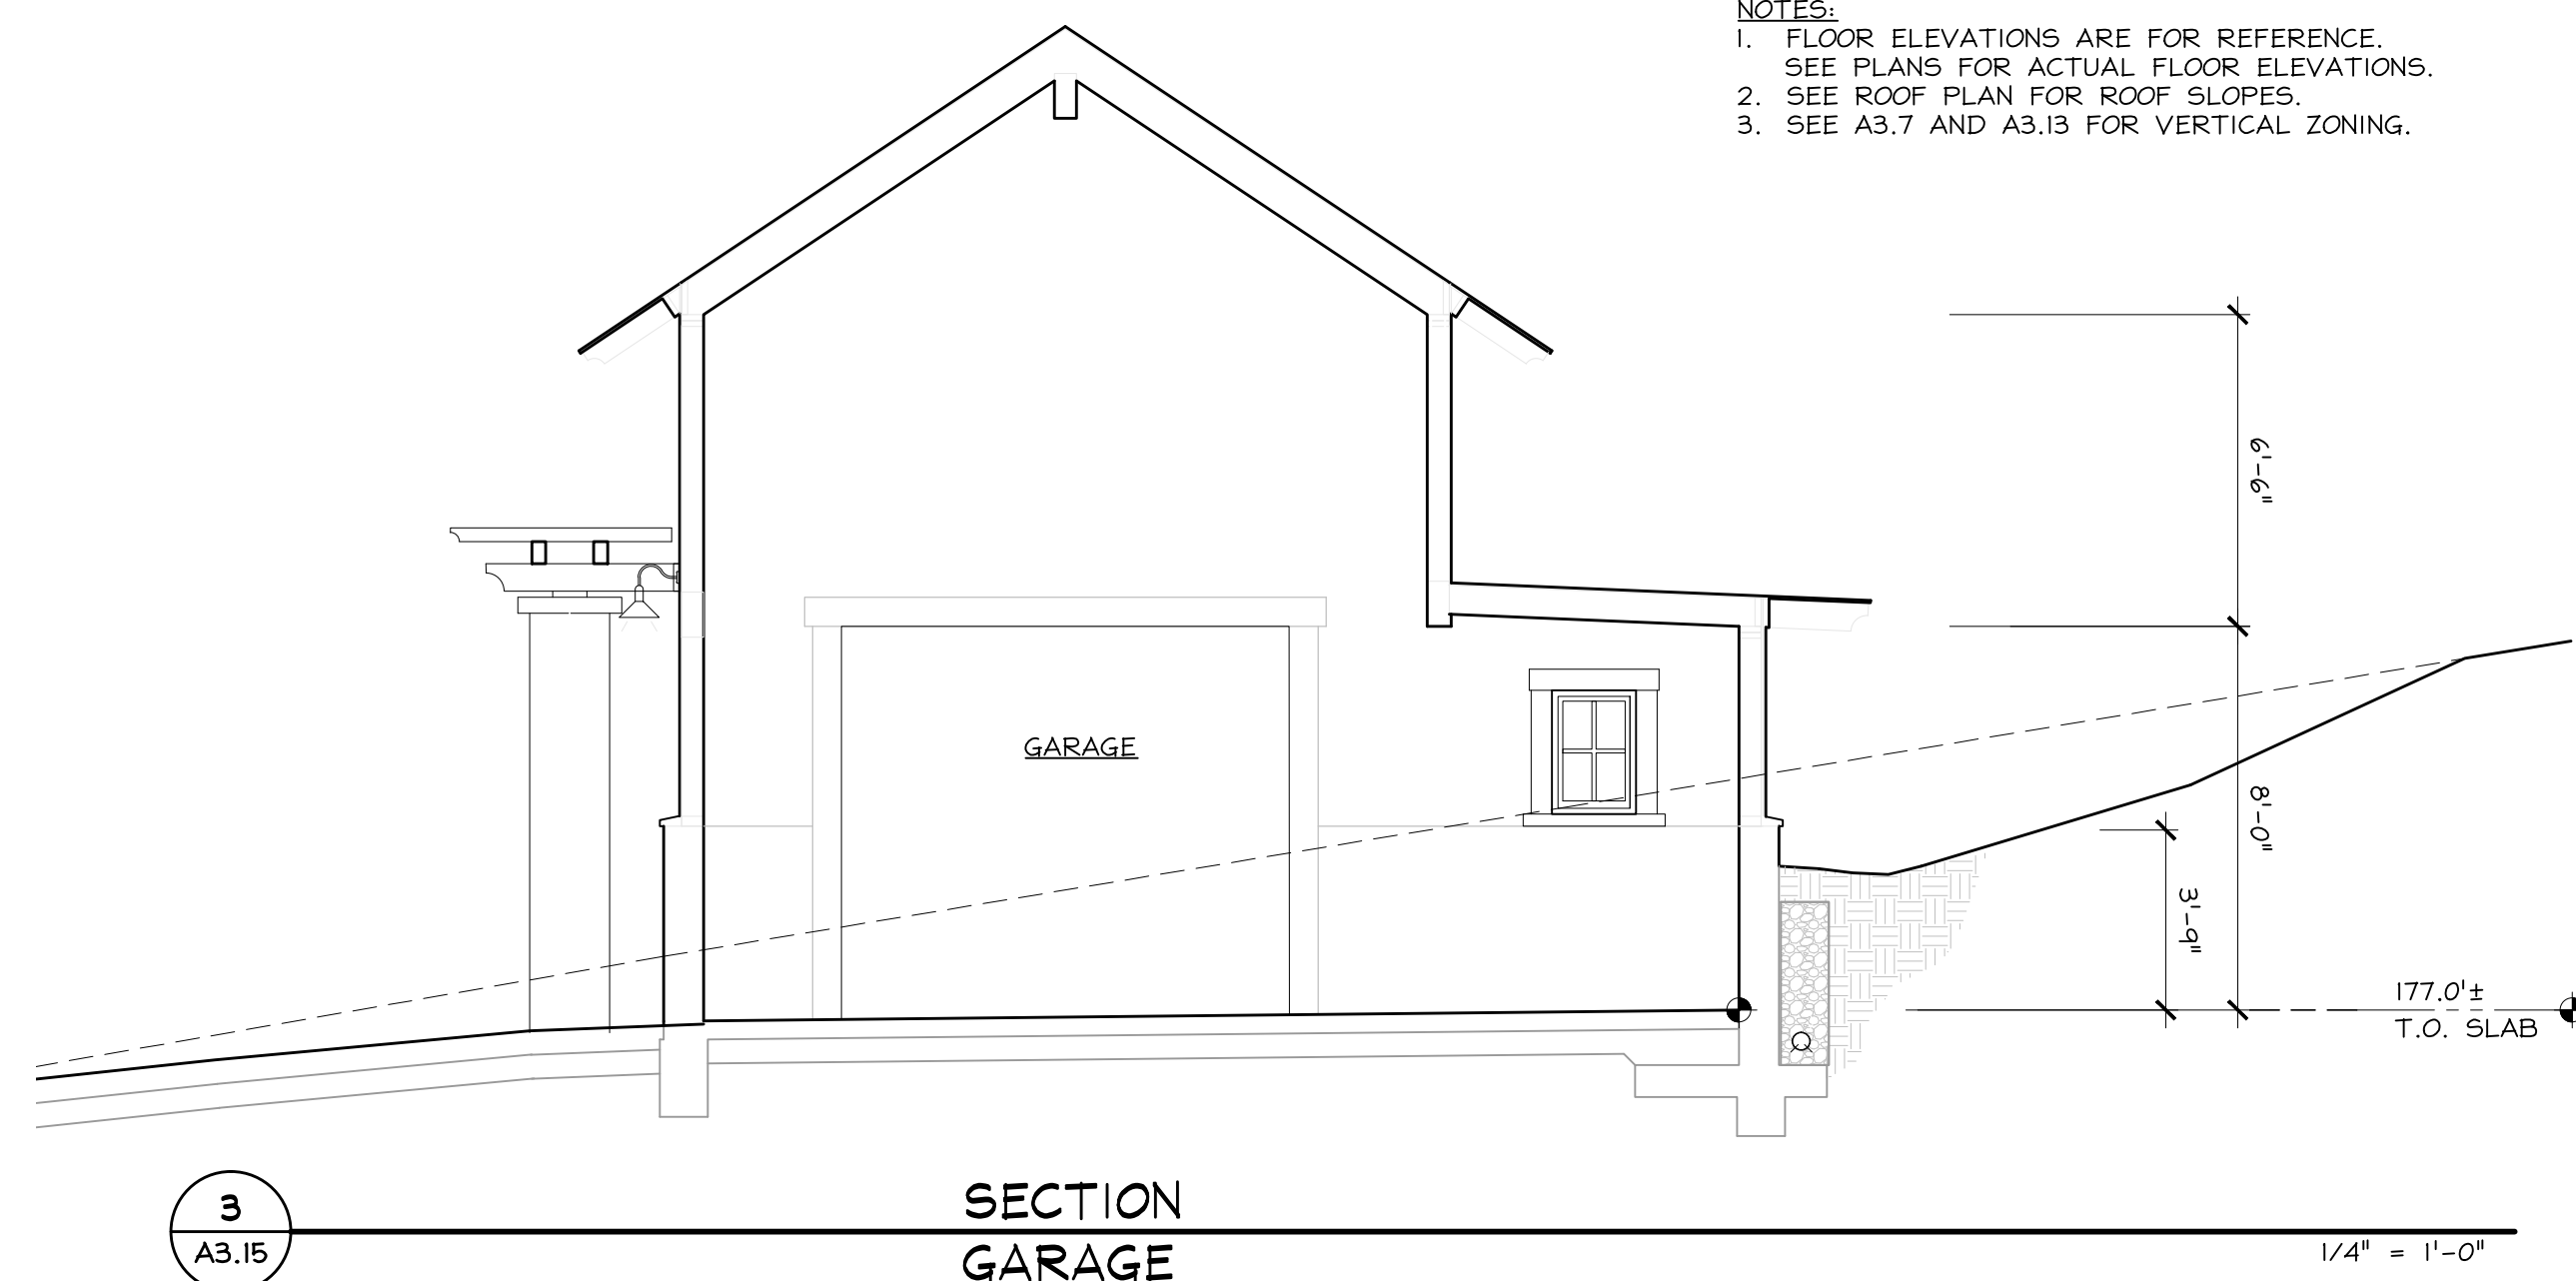 NOTES:
1. FLOOR ELEVATIONS ARE FOR REFERENCE.
SEE PLANS FOR ACTUAL FLOOR ELEVATIONS.
2. SEE ROOF PLAN FOR ROOF SLOPES.
3. SEE A3.7 AND A3.13 FOR VERTICAL ZONING.
6'-6"
GARAGE
8'-0"
3'-9"
177.0'±
T.O. SLAB
3
A3.15
SECTION
GARAGE
1/4" = 1'-0"